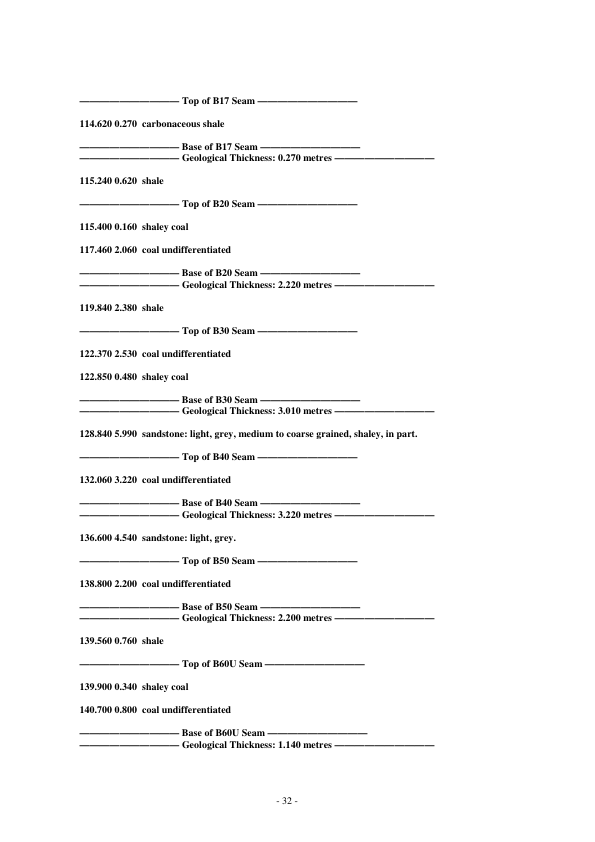 —————————— Top of B17 Seam ——————————
114.620 0.270 carbonaceous shale
—————————— Base of B17 Seam ——————————
—————————— Geological Thickness: 0.270 metres ——————————
115.240 0.620 shale
—————————— Top of B20 Seam ——————————
115.400 0.160 shaley coal
117.460 2.060 coal undifferentiated
—————————— Base of B20 Seam ——————————
—————————— Geological Thickness: 2.220 metres ——————————
119.840 2.380 shale
—————————— Top of B30 Seam ——————————
122.370 2.530 coal undifferentiated
122.850 0.480 shaley coal
—————————— Base of B30 Seam ——————————
—————————— Geological Thickness: 3.010 metres ——————————
128.840 5.990 sandstone: light, grey, medium to coarse grained, shaley, in part.
—————————— Top of B40 Seam ——————————
132.060 3.220 coal undifferentiated
—————————— Base of B40 Seam ——————————
—————————— Geological Thickness: 3.220 metres ——————————
136.600 4.540 sandstone: light, grey.
—————————— Top of B50 Seam ——————————
138.800 2.200 coal undifferentiated
—————————— Base of B50 Seam ——————————
—————————— Geological Thickness: 2.200 metres ——————————
139.560 0.760 shale
—————————— Top of B60U Seam ——————————
139.900 0.340 shaley coal
140.700 0.800 coal undifferentiated
—————————— Base of B60U Seam ——————————
—————————— Geological Thickness: 1.140 metres ——————————
- 32 -